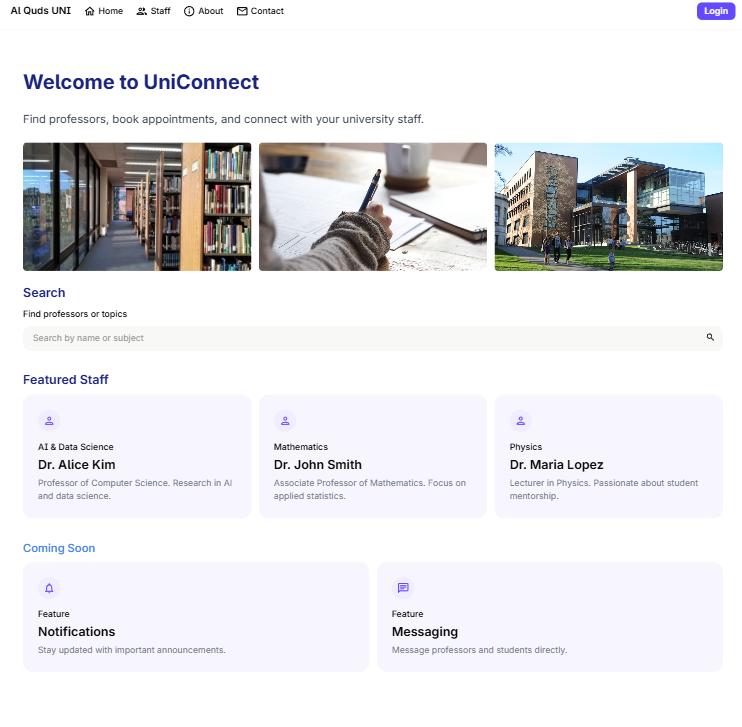 Al Quds UNI Home Staff About Contact Login
Welcome to UniConnect
Find professors, book appointments, and connect with your university staff.
Search
Find professors or topics
Search by name or subject
Featured Staff
AI & Data Science
Dr. Alice Kim
Professor of Computer Science. Research in AI
and data science.
Mathematics
Dr. John Smith
Associate Professor of Mathematics. Focus on
applied statistics.
Physics
Dr. Maria Lopez
Lecturer in Physics. Passionate about student
mentorship.
Coming Soon
Feature
Notifications
Stay updated with important announcements.
Feature
Messaging
Message professors and students directly.